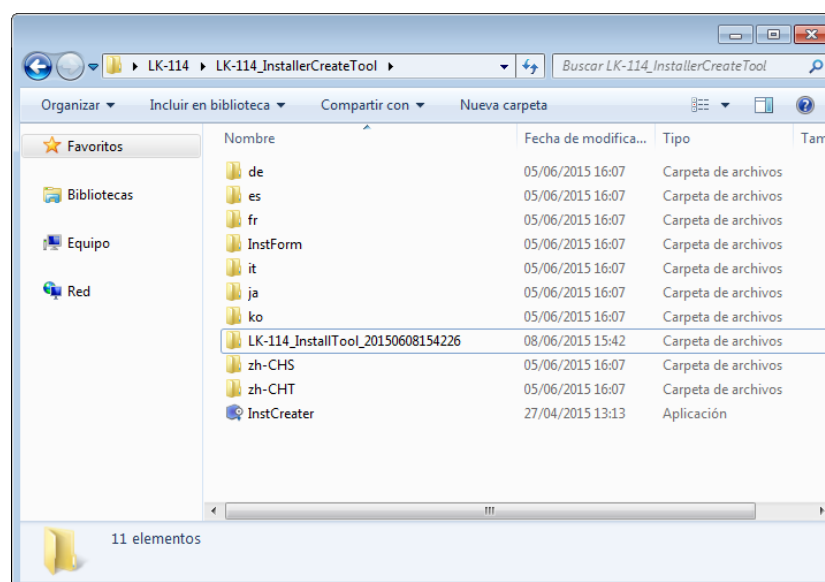 LK-114 LK-114_InstallerCreateTool Buscar LK-114_InstallerCreateTool
Organizar Incluir en biblioteca Compartir con Nueva carpeta
Favoritos
Bibliotecas
Equipo
Red
Nombre Fecha de modifica... Tipo Tam
de 05/06/2015 16:07 Carpeta de archivos
es 05/06/2015 16:07 Carpeta de archivos
fr 05/06/2015 16:07 Carpeta de archivos
InstForm 05/06/2015 16:07 Carpeta de archivos
it 05/06/2015 16:07 Carpeta de archivos
ja 05/06/2015 16:07 Carpeta de archivos
ko 05/06/2015 16:07 Carpeta de archivos
LK-114_InstallTool_20150608154226 08/06/2015 15:42 Carpeta de archivos
zh-CHS 05/06/2015 16:07 Carpeta de archivos
zh-CHT 05/06/2015 16:07 Carpeta de archivos
InstCreater 27/04/2015 13:13 Aplicación
11 elementos